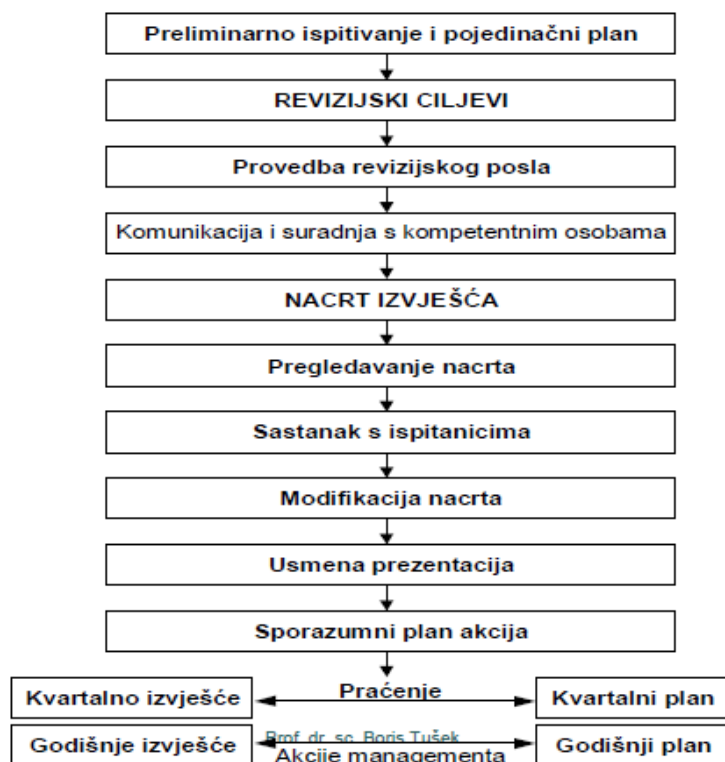 Preliminarno ispitivanje i pojedinačni plan
REVIZIJSKI CILJEVI
Provedba revizijskog posla
Komunikacija i suradnja s kompetentnim osobama
NACRT IZVJEŠĆA
Pregledavanje nacrta
Sastanak s ispitanicima
Modifikacija nacrta
Usmena prezentacija
Sporazumni plan akcija
Kvartalno izvješće
Praćenje
Kvartalni plan
Godišnje izvješće
Prof. dr. sc. Boris Tušek
Akcije managementa
Godišnji plan